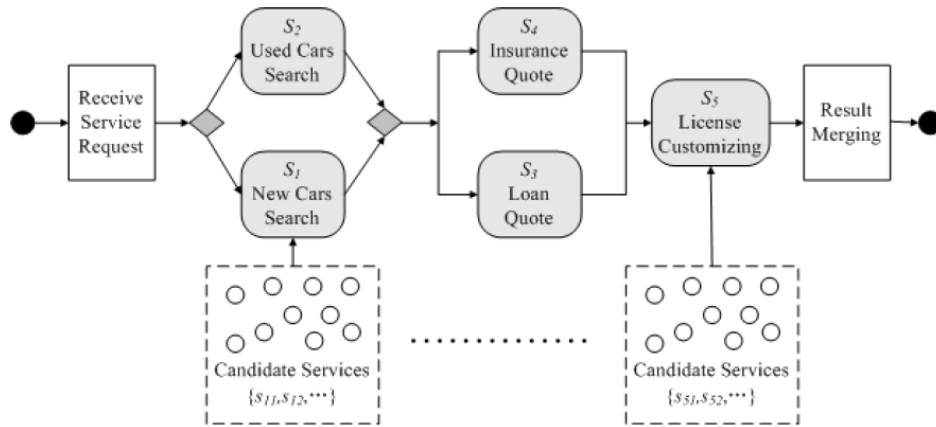 Receive
Service
Request
S2
Used Cars
Search
S1
New Cars
Search
S4
Insurance
Quote
S3
Loan
Quote
S5
License
Customizing
Result
Merging
Candidate Services
{s11,s12,···}
Candidate Services
{s51,s52,···}